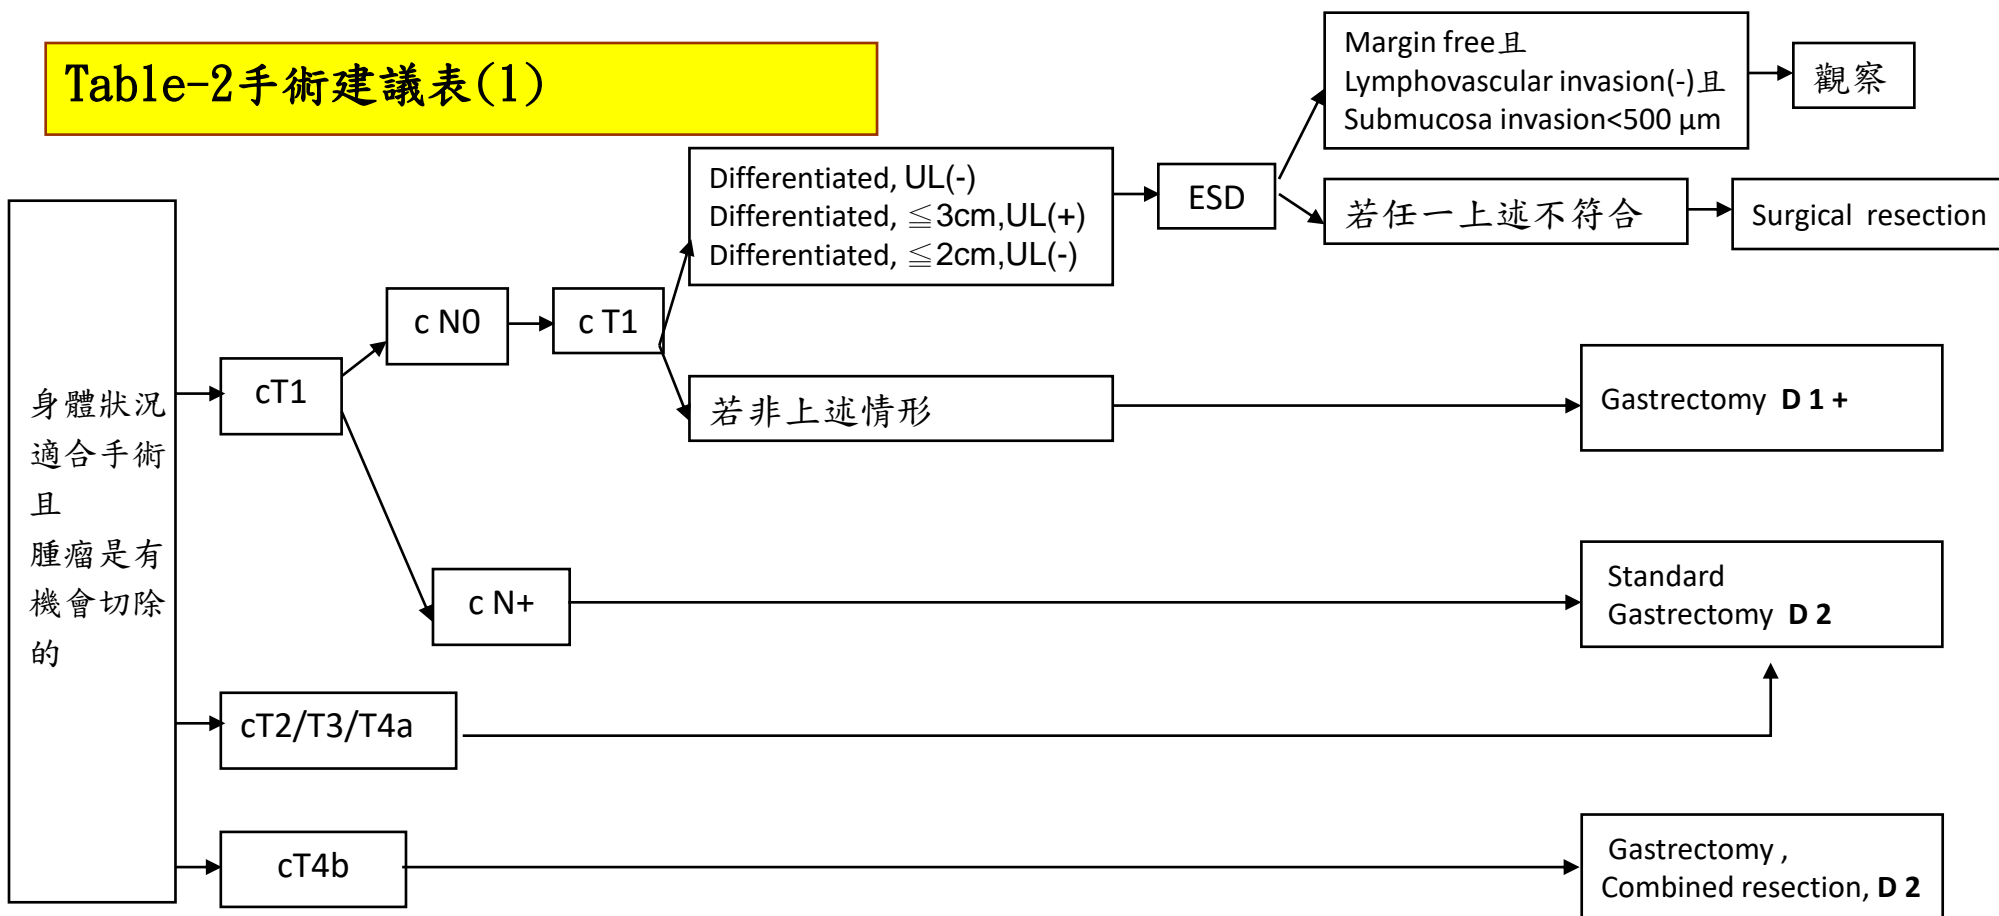 Table-2手術建議表(1)
Margin free且
Lymphovascular invasion(-)且
Submucosa invasion<500 μm
觀察
Differentiated, UL(-)
Differentiated, ≦3cm,UL(+)
Differentiated, ≦2cm,UL(-)
ESD
若任一上述不符合
Surgical resection
身體狀況
適合手術
且
腫瘤是有
機會切除
的
cT1
c N0
c T1
若非上述情形
Gastrectomy D 1 +
c N+
Standard
Gastrectomy D 2
cT2/T3/T4a
cT4b
Gastrectomy ,
Combined resection, D 2